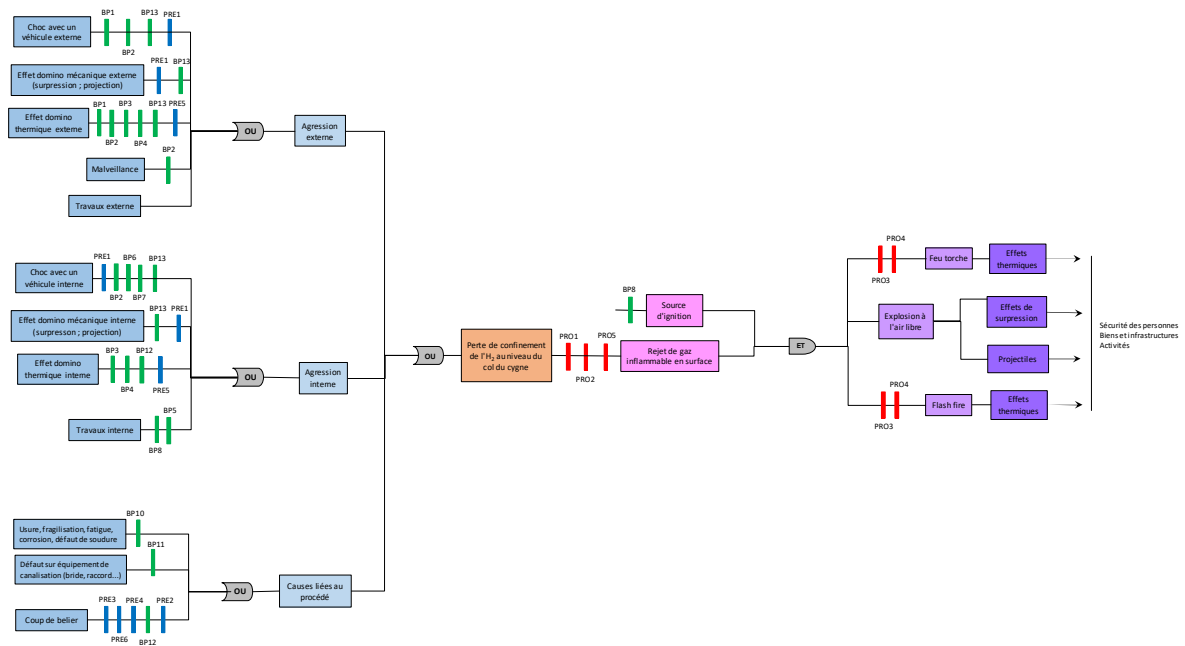 BP1
BP13
PRE1
Choc avec un
véhicule externe
BP2
PRE1
BP13
Effet domino mécanique externe
(surpression ; projection)
BP1
BP3
BP13
PRE5
Effet domino
thermique externe
BP2
BP4
BP2
Malveillance
Travaux externe
OU
Agression
externe
PRE1
BP6
BP13
Choc avec un
véhicule interne
BP2
BP7
BP13
PRE1
Effet domino mécanique interne
(surpresson ; projection)
BP3
BP12
Effet domino
thermique interne
BP4
PRE5
BP5
Travaux interne
BP8
OU
Agression
interne
BP10
Usure, fragilisation, fatigue,
corrosion, défaut de soudure
BP11
Défaut sur équipement de
canalisation (bride, raccord...)
PRE3
PRE4
PRE2
Coup de belier
PRE6
BP12
OU
Causes liées au
procédé
OU
Perte de confinement
de l'H2 au niveau du
col du cygne
PRO1
PRO5
PRO2
BP8
Source
d'ignition
Rejet de gaz
inflammable en surface
ET
PRO4
PRO3
Feu torche
Effets
thermiques
Explosion à
l'air libre
Effets de
surpression
Projectiles
PRO4
PRO3
Flash fire
Effets
thermiques
Sécurité des personnes
Biens et infrastructures
Activités